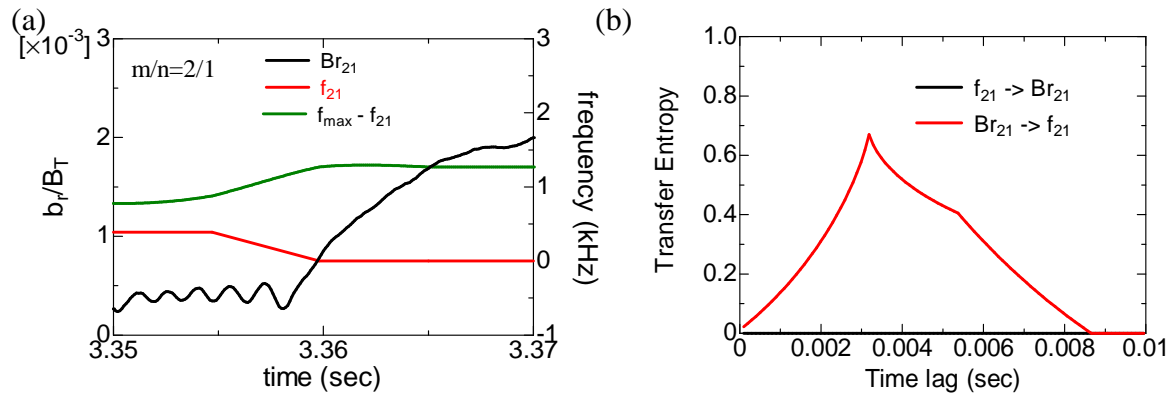 (a)
[×10⁻³]
3
2
1
0
b_r/B_T
m/n=2/1
Br₂₁
f₂₁
f_max - f₂₁
3
2
1
0
-1
frequency (kHz)
3.35
3.36
3.37
time (sec)
(b)
1.0
0.8
0.6
0.4
0.2
0
Transfer Entropy
f₂₁ -> Br₂₁
Br₂₁ -> f₂₁
0
0.002
0.004
0.006
0.008
0.01
Time lag (sec)